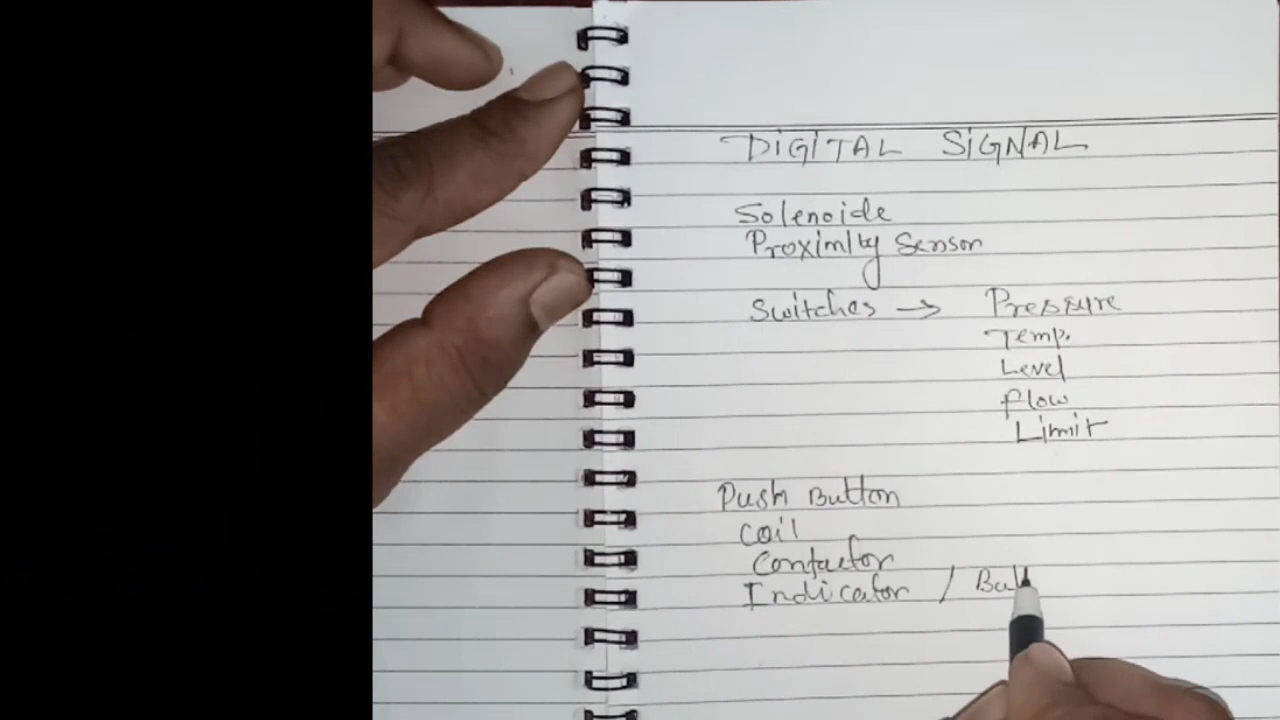 DIGITAL SIGNAL
Solenoide
Proximity Sensor
Switches → Pressure
Temp.
Level
flow
Limit
Push Button
Coil
Contactor
Indicator /